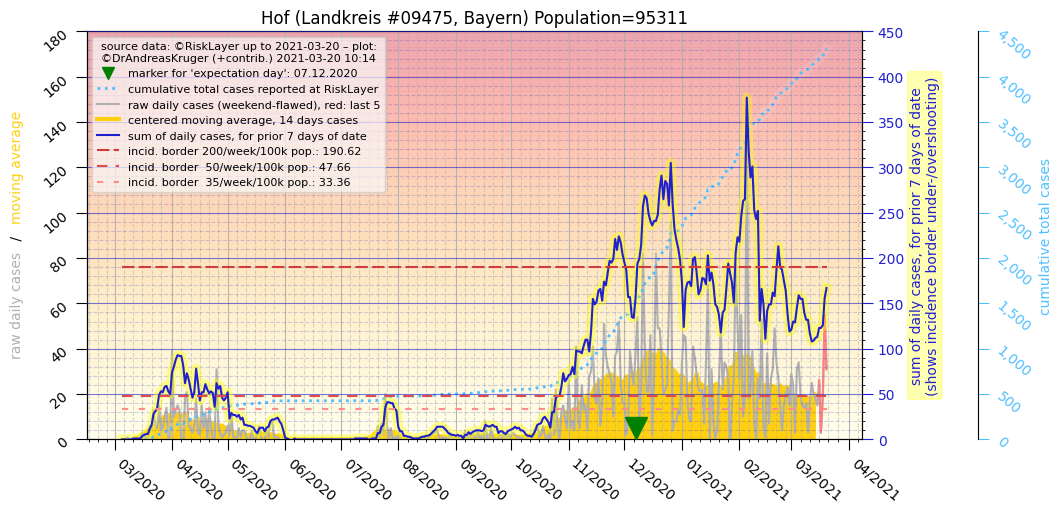 Hof (Landkreis #09475, Bayern) Population=95311
source data: ©RiskLayer up to 2021-03-20 – plot:
©DrAndreasKruger (+contrib.) 2021-03-20 10:14
marker for 'expectation day': 07.12.2020
cumulative total cases reported at RiskLayer
raw daily cases (weekend-flawed), red: last 5
centered moving average, 14 days cases
sum of daily cases, for prior 7 days of date
incid. border 200/week/100k pop.: 190.62
incid. border  50/week/100k pop.: 47.66
incid. border  35/week/100k pop.: 33.36
raw daily cases  /  moving average
180
160
140
120
100
80
60
40
20
0
03/2020
04/2020
05/2020
06/2020
07/2020
08/2020
09/2020
10/2020
11/2020
12/2020
01/2021
02/2021
03/2021
04/2021
450
400
350
300
250
200
150
100
50
0
sum of daily cases, for prior 7 days of date
(shows incidence border under-/overshooting)
4,500
4,000
3,500
3,000
2,500
2,000
1,500
1,000
500
0
cumulative total cases